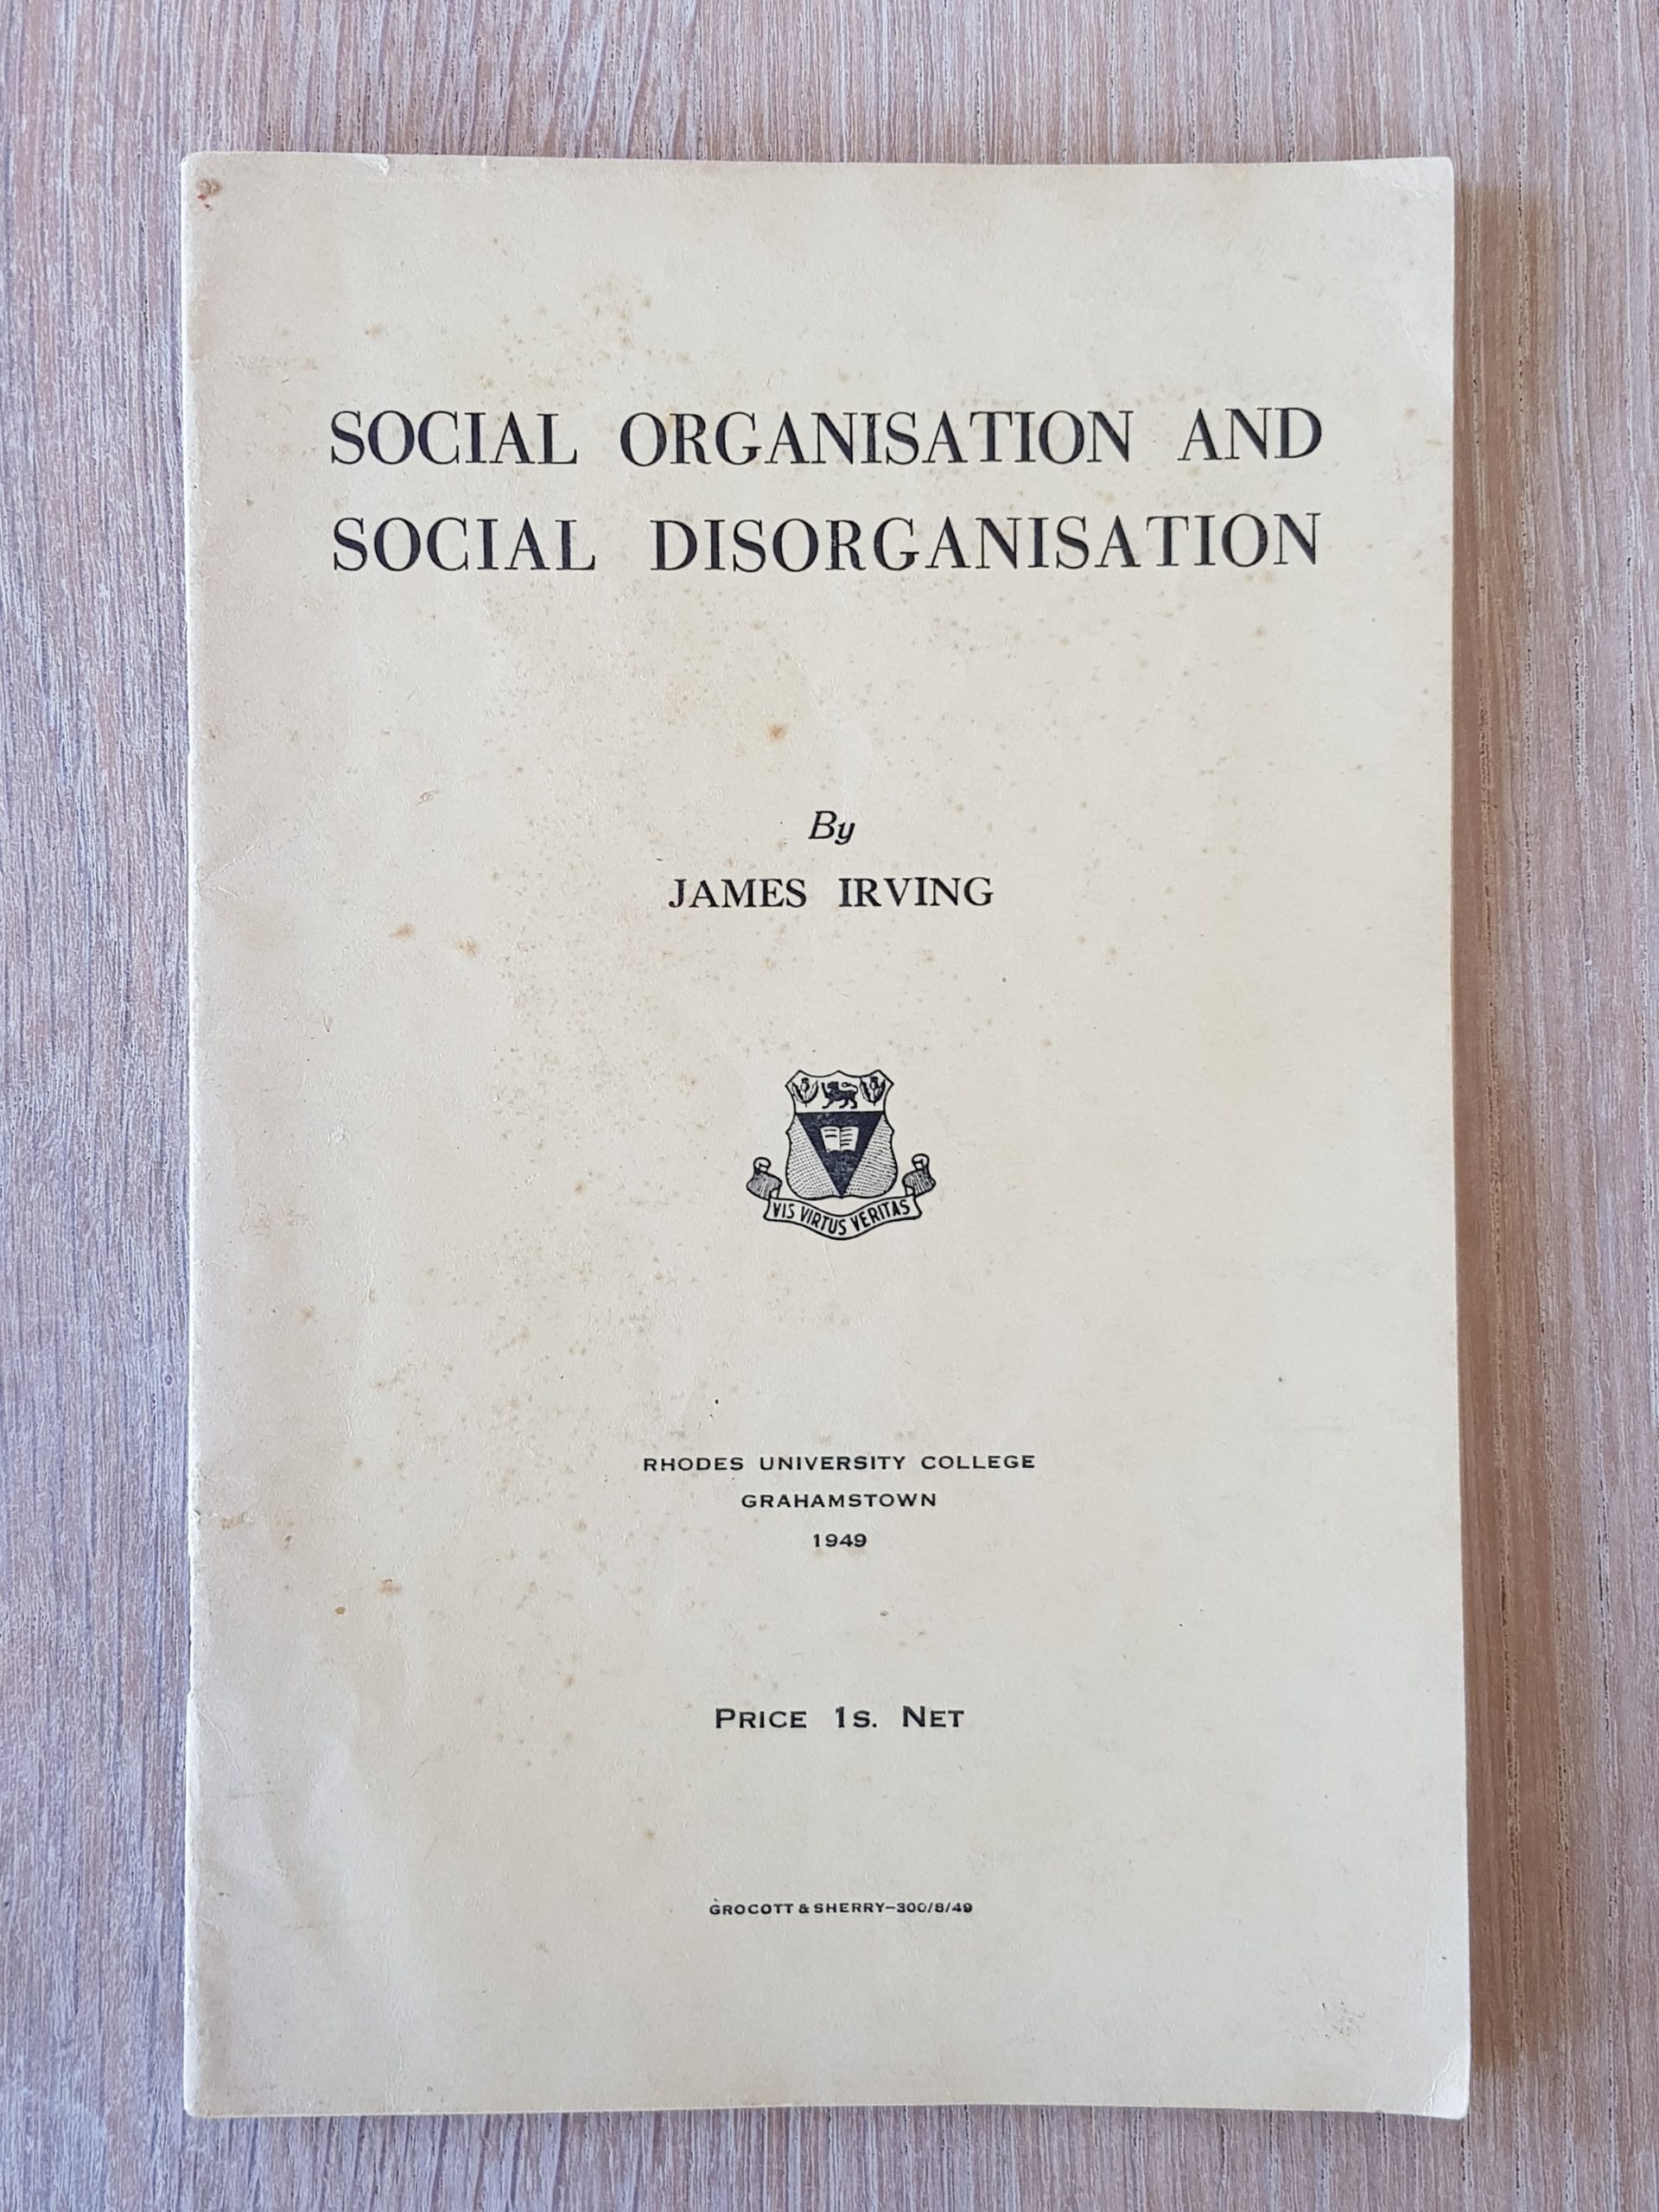 SOCIAL ORGANISATION AND
SOCIAL DISORGANISATION
By
JAMES IRVING
VIS VIRTUS VERITAS
RHODES UNIVERSITY COLLEGE
GRAHAMSTOWN
1949
PRICE 1S. NET
GROCOTT & SHERRY—300/8/49